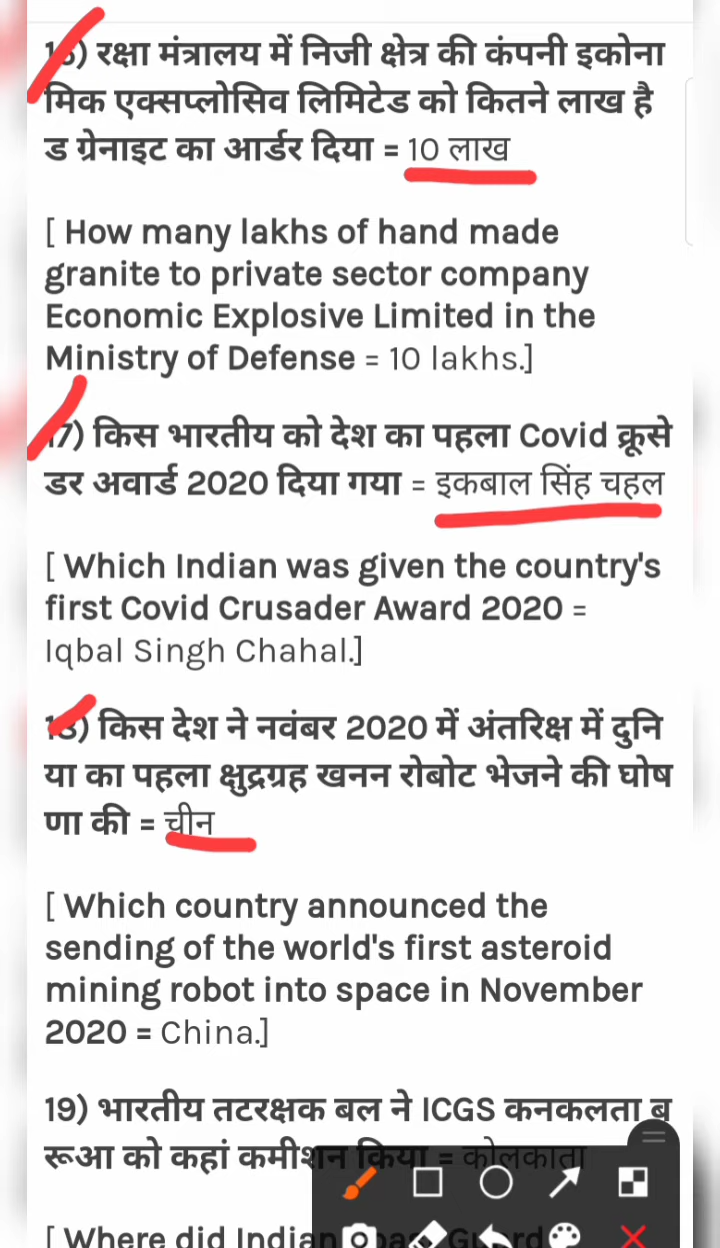 16) रक्षा मंत्रालय में निजी क्षेत्र की कंपनी इकोना
मिक एक्सप्लोसिव लिमिटेड को कितने लाख है
ड ग्रेनाइट का आर्डर दिया = 10 लाख
[ How many lakhs of hand made
granite to private sector company
Economic Explosive Limited in the
Ministry of Defense = 10 lakhs.]
17) किस भारतीय को देश का पहला Covid क्रूसे
डर अवार्ड 2020 दिया गया = इकबाल सिंह चहल
[ Which Indian was given the country's
first Covid Crusader Award 2020 =
Iqbal Singh Chahal.]
18) किस देश ने नवंबर 2020 में अंतरिक्ष में दुनि
या का पहला क्षुद्रग्रह खनन रोबोट भेजने की घोष
णा की = चीन
[ Which country announced the
sending of the world's first asteroid
mining robot into space in November
2020 = China.]
19) भारतीय तटरक्षक बल ने ICGS कनकलता ब
रूआ को कहां कमीशन किया = कोलकाता
[ Where did Indian